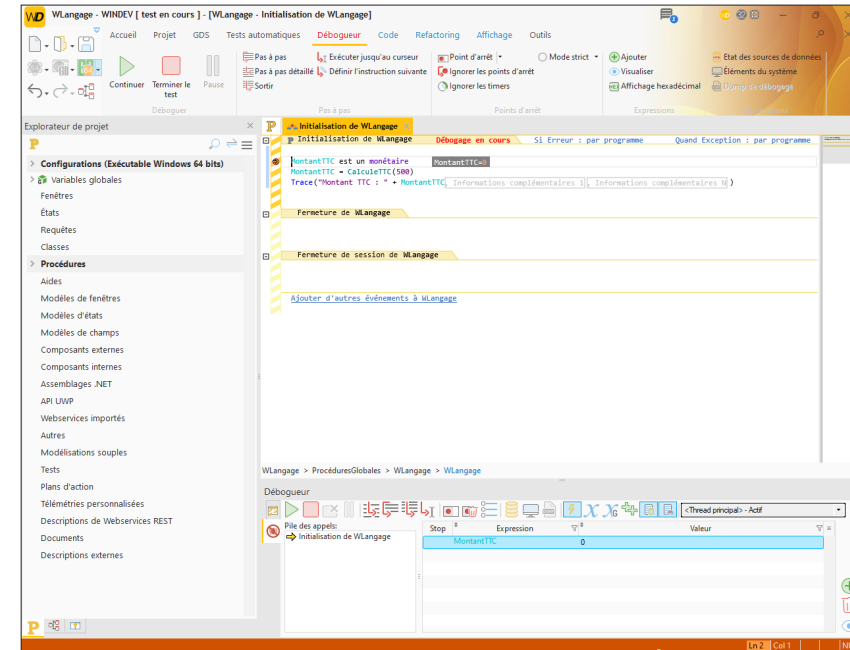 WLangage - WINDEV [ test en cours ] - [WLangage - Initialisation de WLangage]
Accueil Projet GDS Tests automatiques Débogueur Code Refactoring Affichage Outils
Continuer Terminer le test Pause
Pas à pas Exécuter jusqu'au curseur Point d'arrêt Mode strict Ajouter Etat des sources de données
Pas à pas détaillé Définir l'instruction suivante Ignorer les points d'arrêt Visualiser Éléments du système
Sortir Ignorer les timers Affichage hexadécimal Dump de débogage
Déboguer Pas à pas Points d'arrêt Expressions
Explorateur de projet
Configurations (Exécutable Windows 64 bits)
Variables globales
Fenêtres
États
Requêtes
Classes
Procédures
Aides
Modèles de fenêtres
Modèles d'états
Modèles de champs
Composants externes
Composants internes
Assemblages .NET
API UWP
Webservices importés
Autres
Modélisations souples
Tests
Plans d'action
Télémétries personnalisées
Descriptions de Webservices REST
Documents
Descriptions externes
Initialisation de WLangage
Initialisation de WLangage Débogage en cours Si Erreur : par programme Quand Exception : par programme
MontantTTC est un monétaire MontantTTC=0
MontantTTC = CalculeTTC(500)
Trace("Montant TTC : " + MontantTTC, Informations complémentaires 1, Informations complémentaires N )
Fermeture de WLangage
Fermeture de session de WLangage
Ajouter d'autres événements à WLangage
WLangage > ProcéduresGlobales > WLangage > WLangage
Débogueur
<Thread principal> - Actif
Pile des appels:
Initialisation de WLangage
Stop Expression Valeur
MontantTTC 0
Ln 2 Col 1